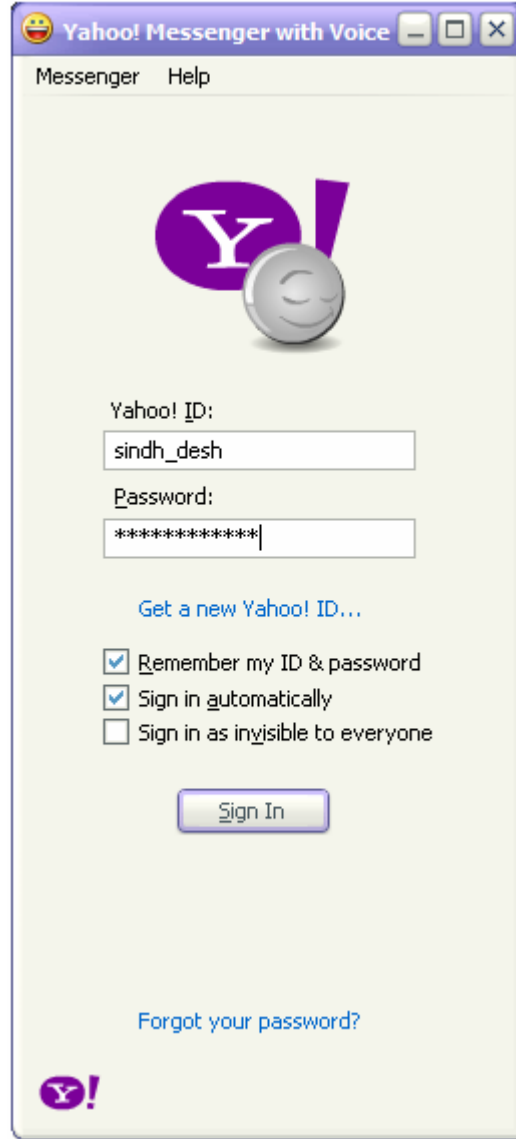 Yahoo! Messenger with Voice
Messenger Help
Y!
Yahoo! ID:
sindh_desh
Password:
************
Get a new Yahoo! ID...
Remember my ID & password
Sign in automatically
Sign in as invisible to everyone
Sign In
Forgot your password?
Y!